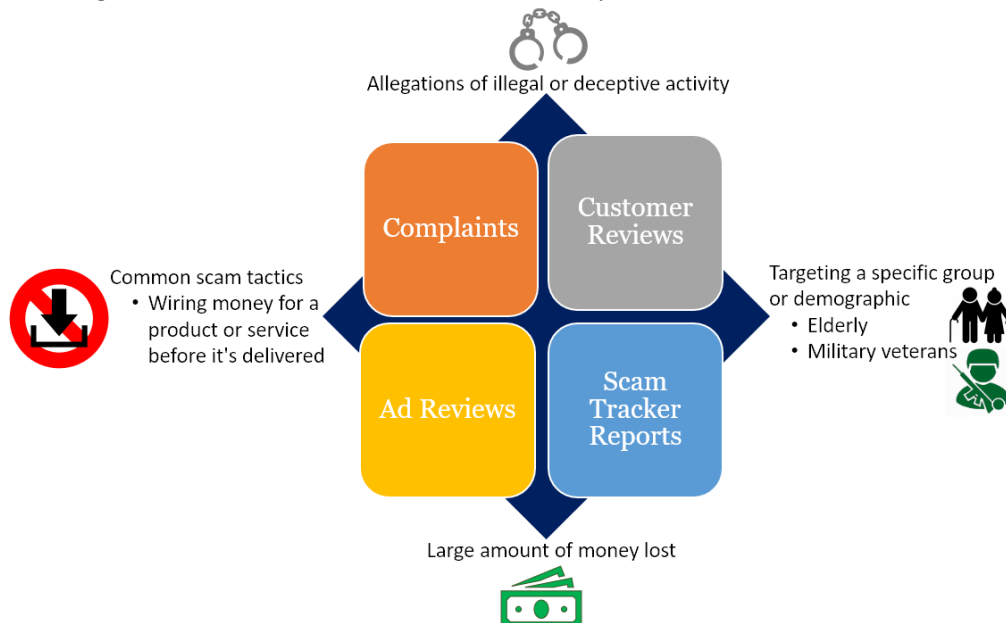 Allegations of illegal or deceptive activity
Complaints
Customer
Reviews
Common scam tactics
• Wiring money for a
product or service
before it's delivered
Targeting a specific group
or demographic
• Elderly
• Military veterans
Ad Reviews
Scam
Tracker
Reports
Large amount of money lost